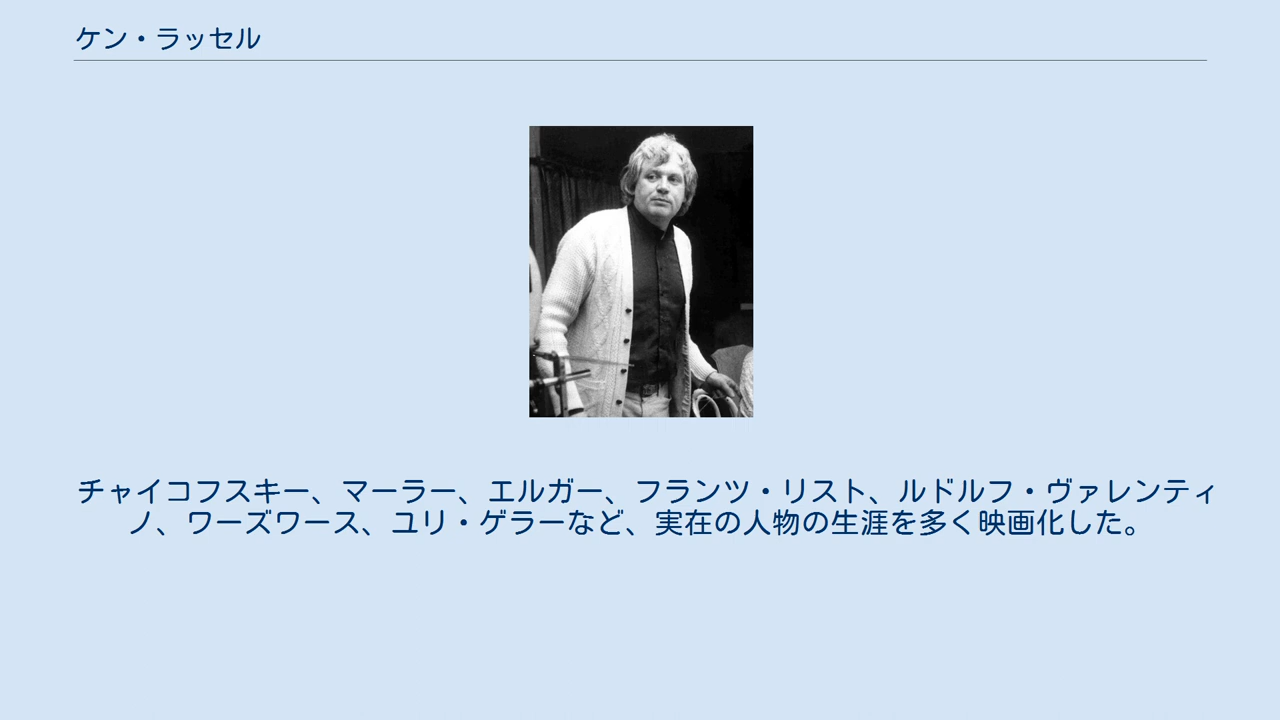 ケン・ラッセル
チャイコフスキー、マーラー、エルガー、フランツ・リスト、ルドルフ・ヴァレンティ
ノ、ワーズワース、ユリ・ゲラーなど、実在の人物の生涯を多く映画化した。